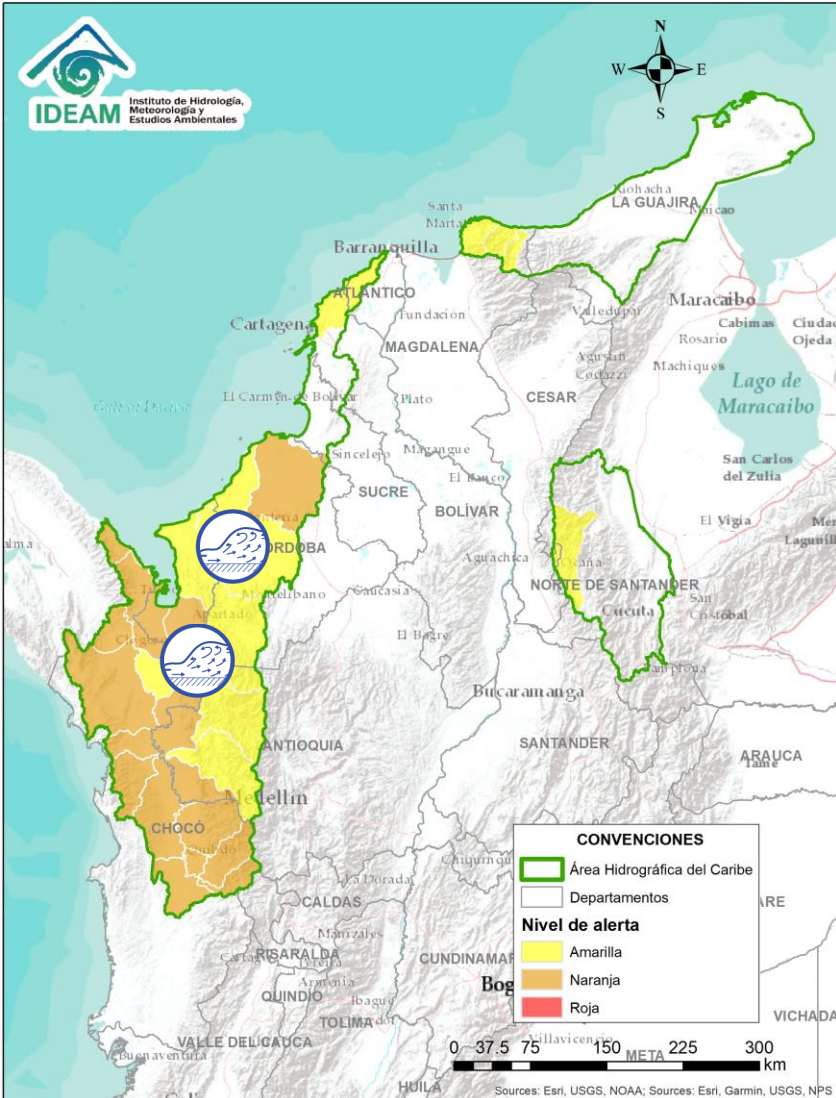 IDEAM
Instituto de Hidrología,
Meteorología y
Estudios Ambientales
N
W
E
S
Santa
Riohacha
LA GUAJIRA
Maicao
Barranquilla
ATLÁNTICO
Maracaibo
Cartagena
Fundación
Valledupar
Cabimas
Ciudad
Ojeda
MAGDALENA
Rosario
Agustín
Codazzi
Machiques
El Carmen de Bolívar
Plato
CESAR
Lago de
Maracaibo
Sincelejo
Magangué
El Banco
San Carlos
del Zulia
SUCRE
BOLÍVAR
El Vigía
Aguachica
Ocaña
NORTE DE SANTANDER
Caucasia
Cúcuta
San
Cristóbal
Apartadó
El Bagre
Bucaramanga
ANTIOQUIA
SANTANDER
ARAUCA
Tame
Medellín
CHOCÓ
Quibdó
La Dorada
CALDAS
Manizales
RISARALDA
Pereira
Armenia
Ibagué
QUINDIO
TOLIMA
VALLE DEL CAUCA
Buenaventura
HUILA
META
Villavicencio
VICHADA
CONVENCIONES
Área Hidrográfica del Caribe
Departamentos
Nivel de alerta
Amarilla
Naranja
Roja
0 37.5 75 150 225 300
km
Sources: Esri, USGS, NOAA; Sources: Esri, Garmin, USGS, NPS